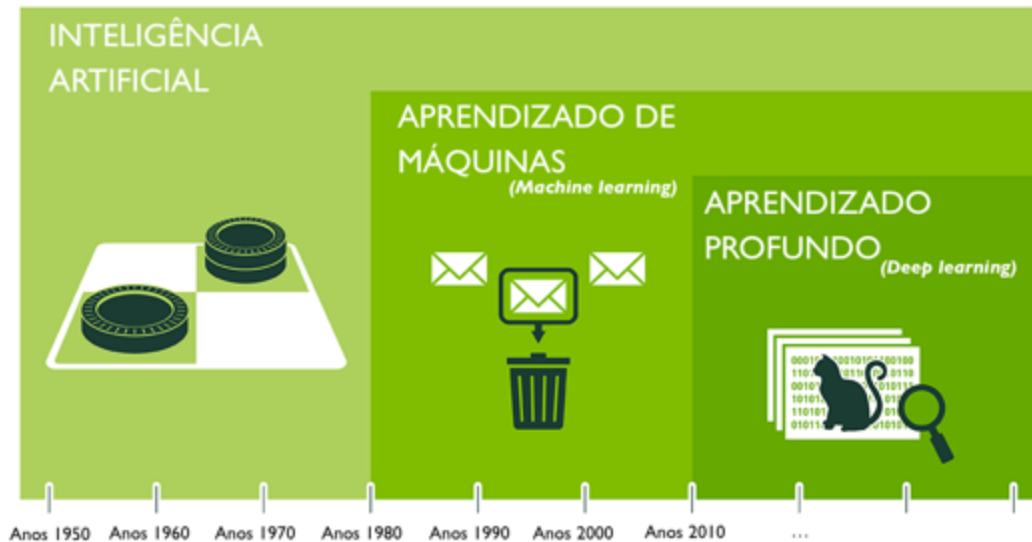 INTELIGÊNCIA
ARTIFICIAL
APRENDIZADO DE
MÁQUINAS
(Machine learning)
APRENDIZADO
PROFUNDO
(Deep learning)
Anos 1950 Anos 1960 Anos 1970 Anos 1980 Anos 1990 Anos 2000 Anos 2010 ...